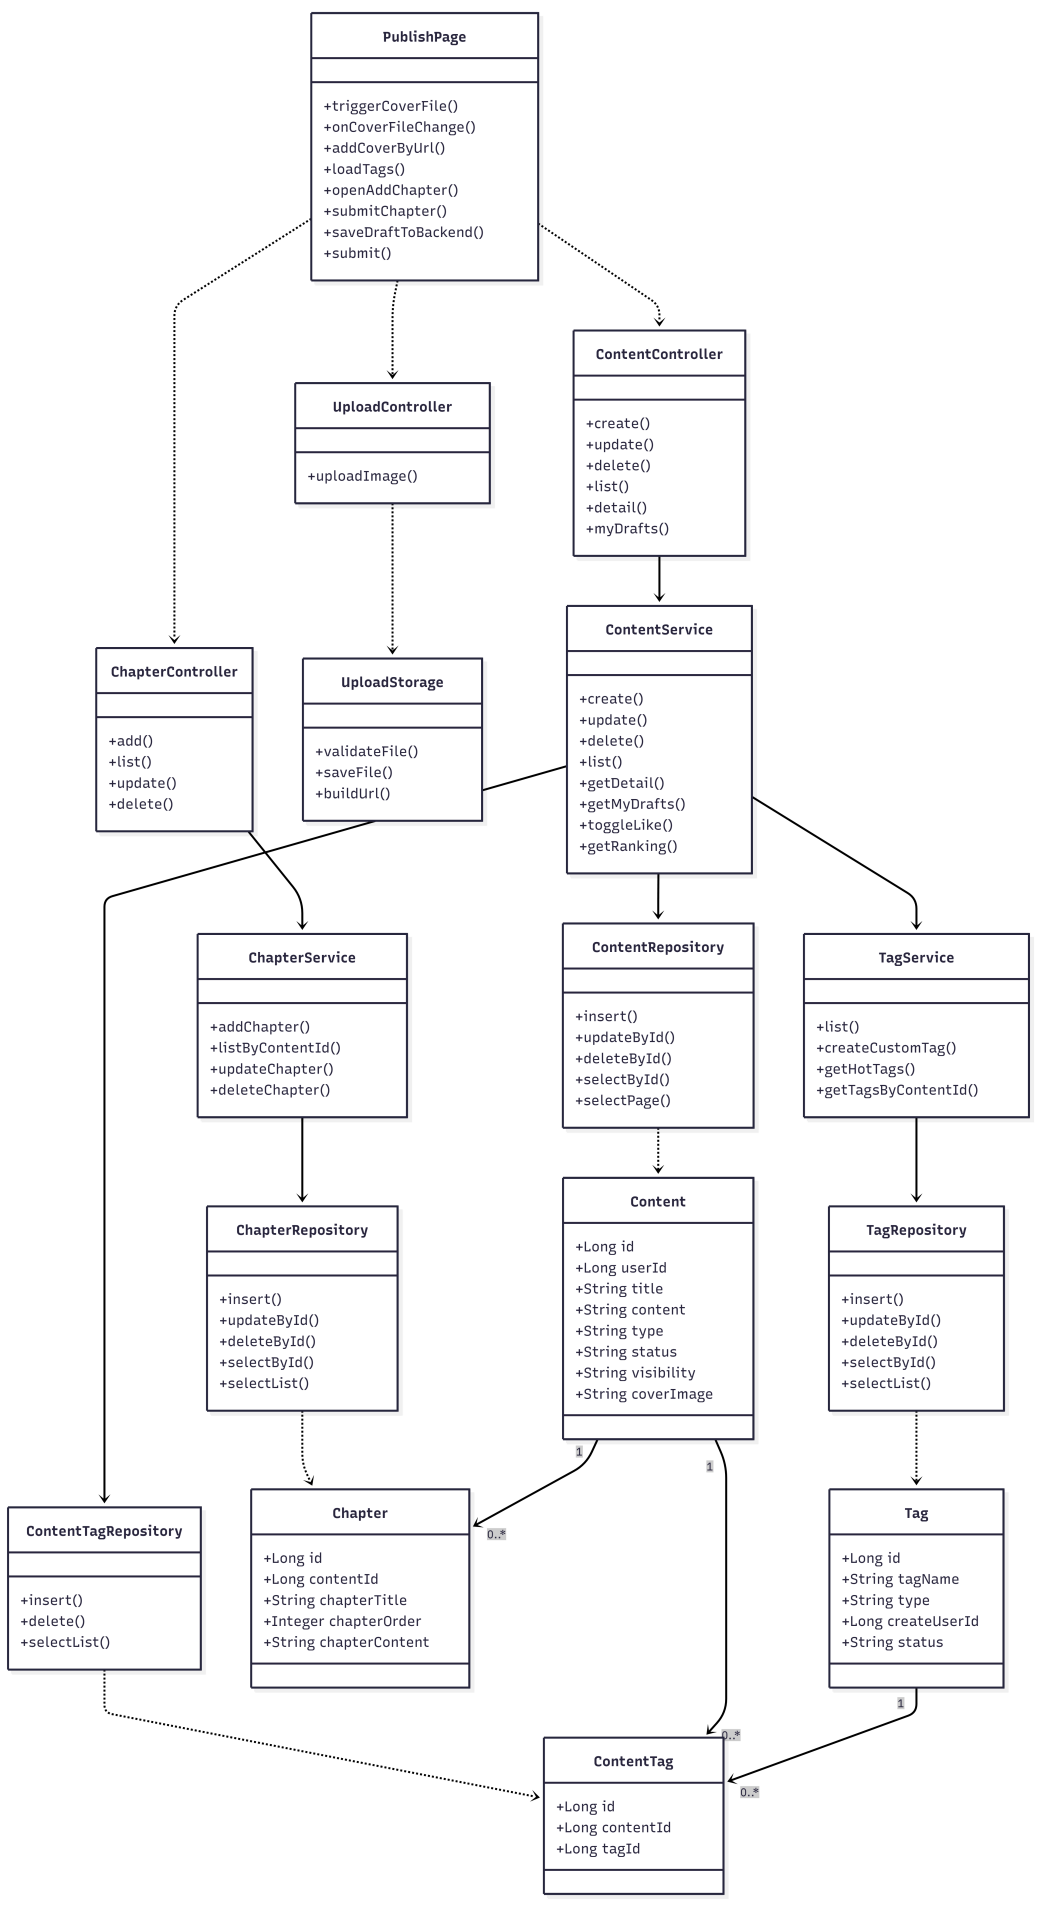 PublishPage
+triggerCoverFile()
+onCoverFileChange()
+addCoverByUrl()
+loadTags()
+openAddChapter()
+submitChapter()
+saveDraftToBackend()
+submit()
ContentController
+create()
+update()
+delete()
+list()
+detail()
+myDrafts()
UploadController
+uploadImage()
ContentService
+create()
+update()
+delete()
+list()
+getDetail()
+getMyDrafts()
+toggleLike()
+getRanking()
ChapterController
+add()
+list()
+update()
+delete()
UploadStorage
+validateFile()
+saveFile()
+buildUrl()
ChapterService
+addChapter()
+listByContentId()
+updateChapter()
+deleteChapter()
ContentRepository
+insert()
+updateById()
+deleteById()
+selectById()
+selectPage()
TagService
+list()
+createCustomTag()
+getHotTags()
+getTagsByContentId()
ChapterRepository
+insert()
+updateById()
+deleteById()
+selectById()
+selectList()
Content
+Long id
+Long userId
+String title
+String content
+String type
+String status
+String visibility
+String coverImage
TagRepository
+insert()
+updateById()
+deleteById()
+selectById()
+selectList()
1
1
0..*
ContentTagRepository
+insert()
+delete()
+selectList()
Chapter
+Long id
+Long contentId
+String chapterTitle
+Integer chapterOrder
+String chapterContent
Tag
+Long id
+String tagName
+String type
+Long createUserId
+String status
1
0..*
0..*
ContentTag
+Long id
+Long contentId
+Long tagId